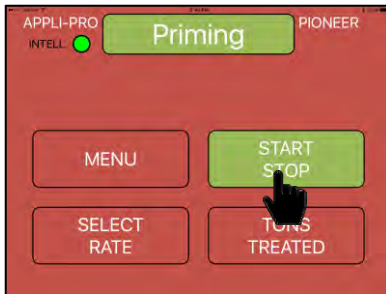 APPLI-PRO
Priming
PIONEER
INTELL.
MENU
START
STOP
SELECT
RATE
TONS
TREATED